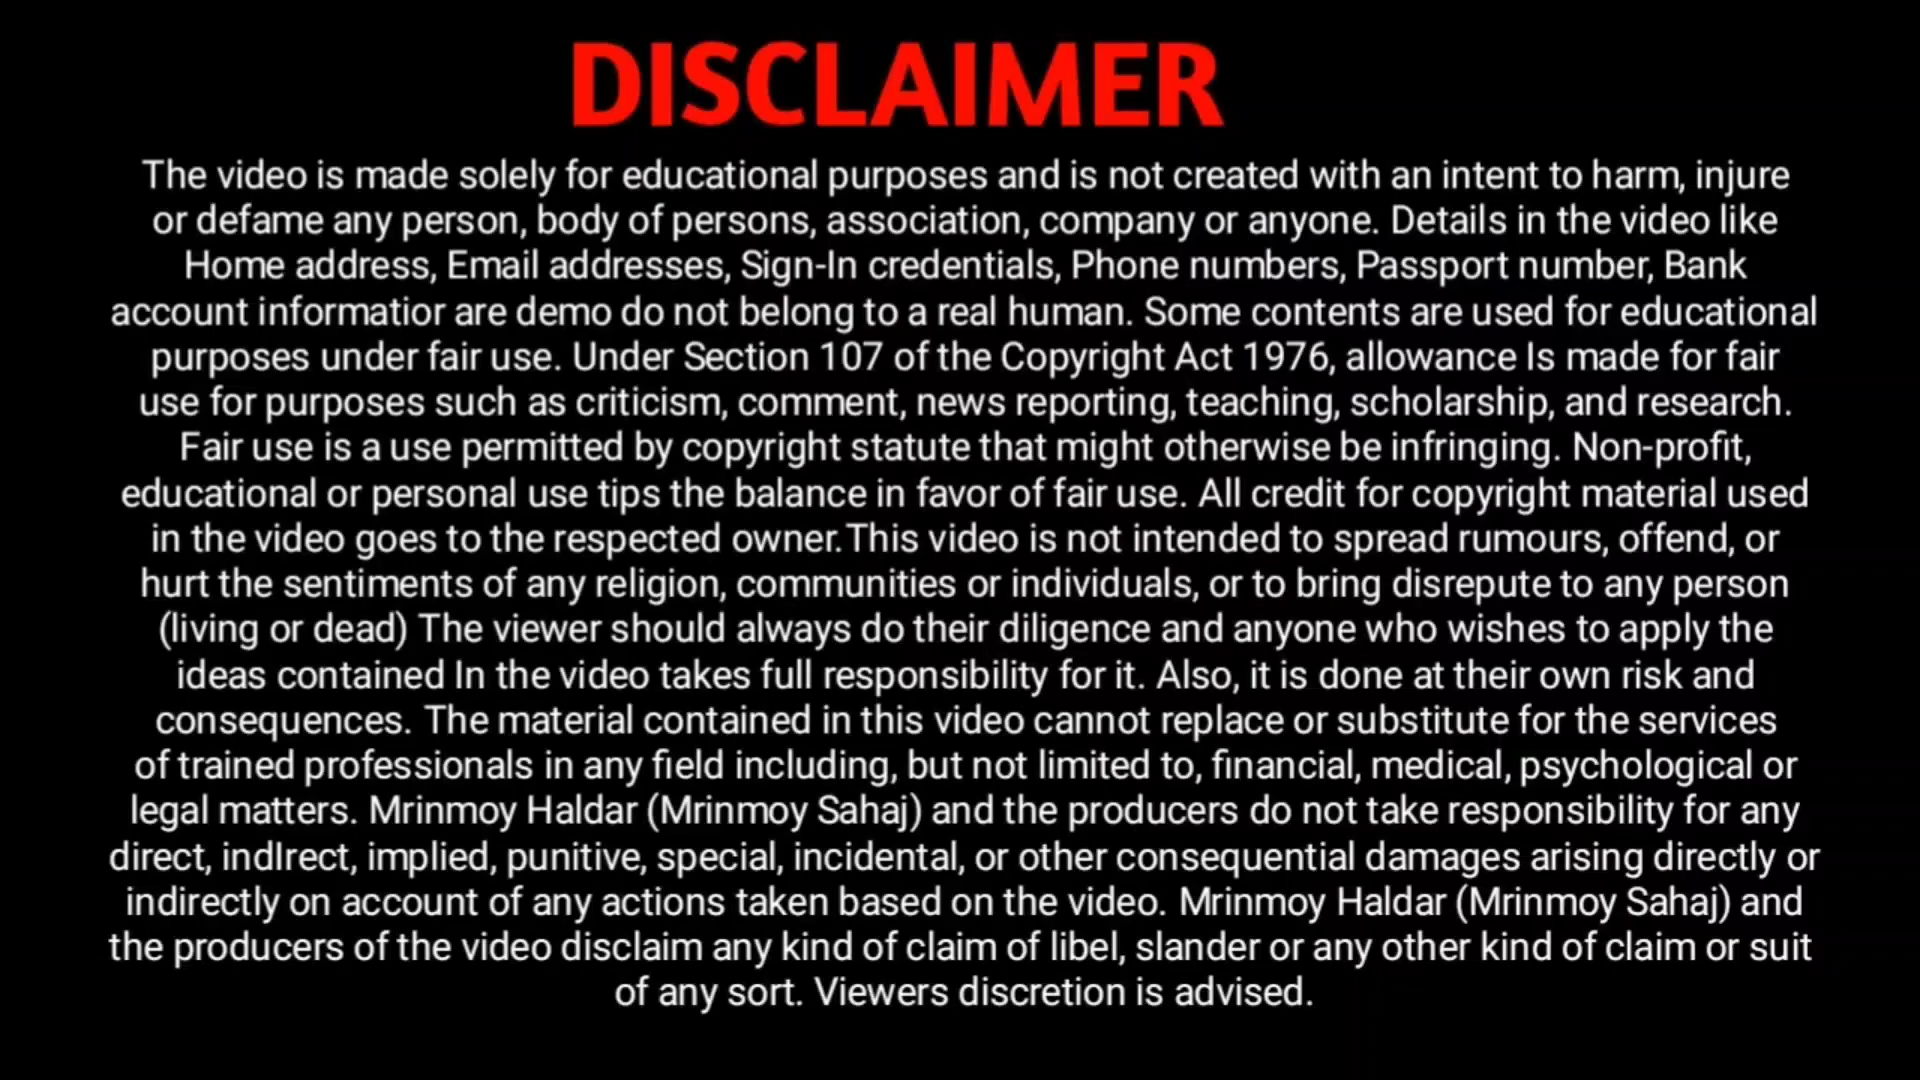 DISCLAIMER
The video is made solely for educational purposes and is not created with an intent to harm, injure
or defame any person, body of persons, association, company or anyone. Details in the video like
Home address, Email addresses, Sign-In credentials, Phone numbers, Passport number, Bank
account informatior are demo do not belong to a real human. Some contents are used for educational
purposes under fair use. Under Section 107 of the Copyright Act 1976, allowance Is made for fair
use for purposes such as criticism, comment, news reporting, teaching, scholarship, and research.
Fair use is a use permitted by copyright statute that might otherwise be infringing. Non-profit,
educational or personal use tips the balance in favor of fair use. All credit for copyright material used
in the video goes to the respected owner.This video is not intended to spread rumours, offend, or
hurt the sentiments of any religion, communities or individuals, or to bring disrepute to any person
(living or dead) The viewer should always do their diligence and anyone who wishes to apply the
ideas contained In the video takes full responsibility for it. Also, it is done at their own risk and
consequences. The material contained in this video cannot replace or substitute for the services
of trained professionals in any field including, but not limited to, financial, medical, psychological or
legal matters. Mrinmoy Haldar (Mrinmoy Sahaj) and the producers do not take responsibility for any
direct, indIrect, implied, punitive, special, incidental, or other consequential damages arising directly or
indirectly on account of any actions taken based on the video. Mrinmoy Haldar (Mrinmoy Sahaj) and
the producers of the video disclaim any kind of claim of libel, slander or any other kind of claim or suit
of any sort. Viewers discretion is advised.